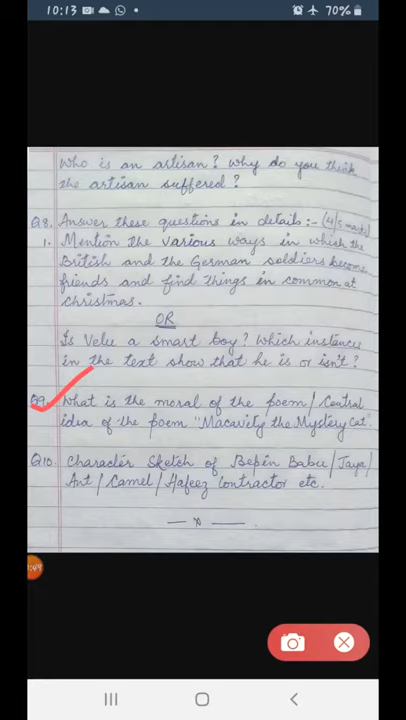 10:13
70%
Who is an artisan? Why do you think
the artisan suffered?
Q8. Answer these questions in details:- (4/5 marks)
1. Mention the various ways in which the
British and the German soldiers become
friends and find things in common at
christmas.
OR
Is Velu a smart boy? Which instances
in the text show that he is or isn't?
Q9. What is the moral of the poem/ Central
idea of the poem "Macavity the Mystery Cat".
Q10. Character Sketch of Bepin Babu/Jaya/
Ant/Camel/Hafeez Contractor etc.
— x —
:49